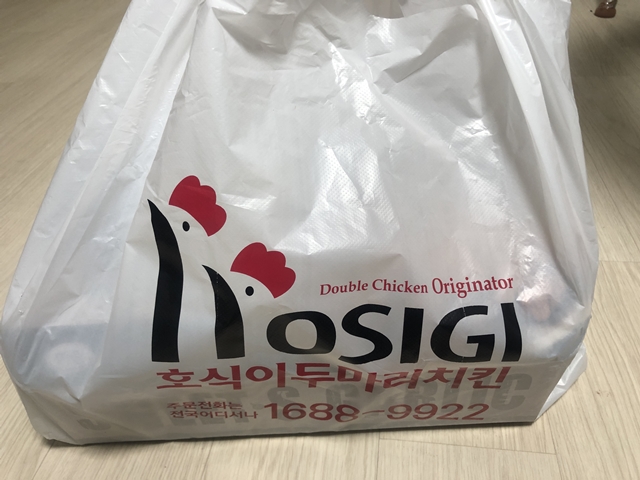 Double Chicken Originator
HOSIGI
호식이두마리치킨
주문전화는
전국어디서나 1688-9922